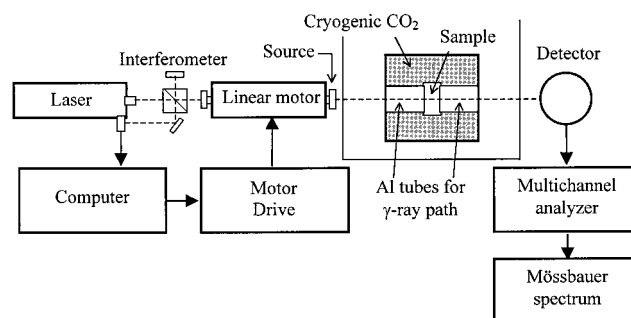 Cryogenic CO₂
Interferometer
Source
Sample
Detector
Laser
Linear motor
Computer
Motor
Drive
Al tubes for
γ-ray path
Multichannel
analyzer
Mössbauer
spectrum